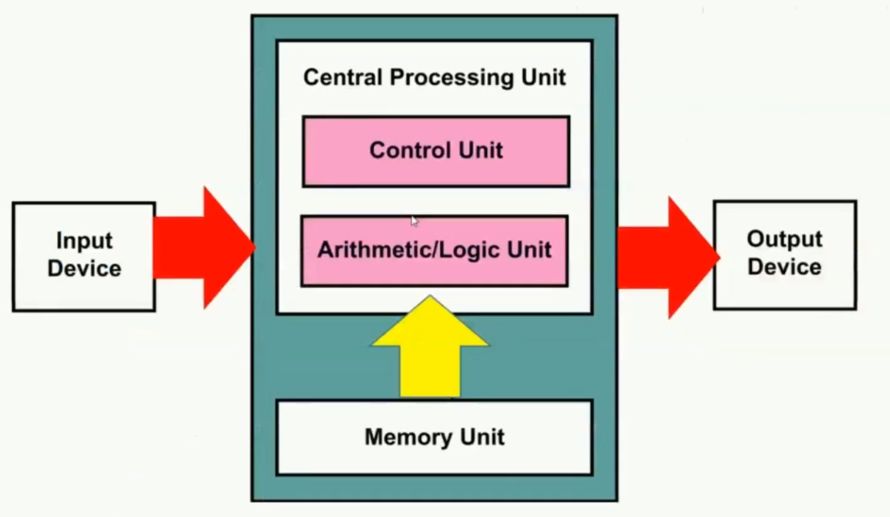 Central Processing Unit
Control Unit
Arithmetic/Logic Unit
Input
Device
Output
Device
Memory Unit